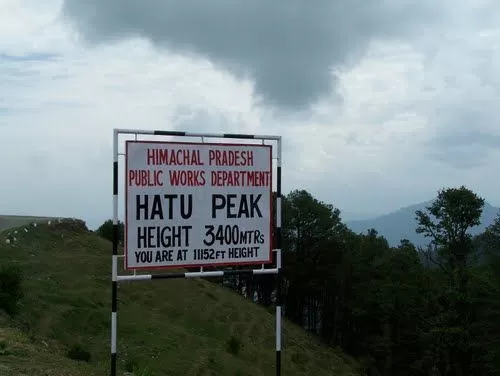 HIMACHAL PRADESH
PUBLIC WORKS DEPARTMENT
HATU PEAK
HEIGHT 3400MTRs
YOU ARE AT 11152FT HEIGHT